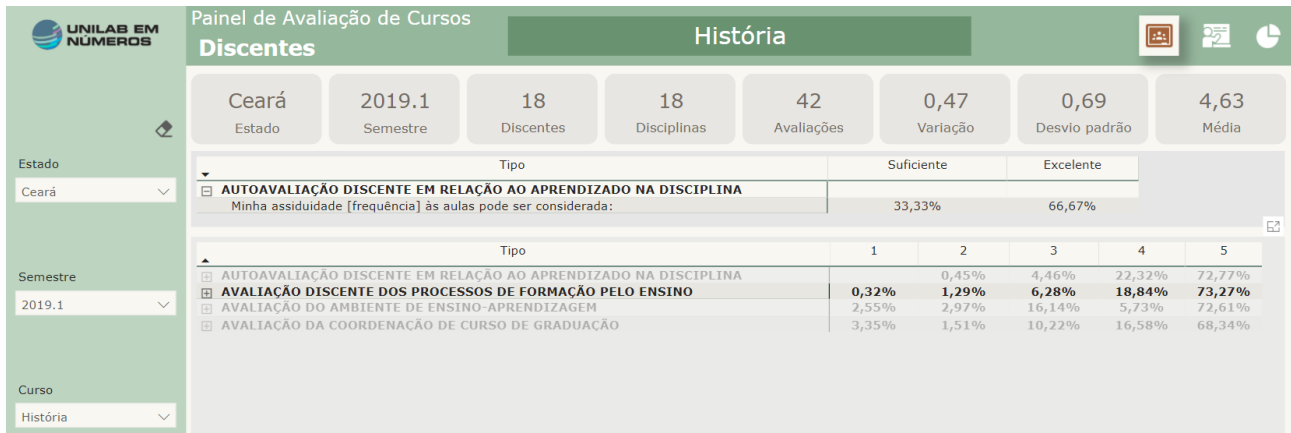 UNILAB EM
NÚMEROS
Painel de Avaliação de Cursos
Discentes
História
Ceará
Estado
2019.1
Semestre
18
Discentes
18
Disciplinas
42
Avaliações
0,47
Variação
0,69
Desvio padrão
4,63
Média
Estado
Ceará
Semestre
2019.1
Curso
História
Tipo Suficiente Excelente
AUTOAVALIAÇÃO DISCENTE EM RELAÇÃO AO APRENDIZADO NA DISCIPLINA
Minha assiduidade [frequência] às aulas pode ser considerada: 33,33% 66,67%
Tipo 1 2 3 4 5
AUTOAVALIAÇÃO DISCENTE EM RELAÇÃO AO APRENDIZADO NA DISCIPLINA 0,45% 4,46% 22,32% 72,77%
AVALIAÇÃO DISCENTE DOS PROCESSOS DE FORMAÇÃO PELO ENSINO 0,32% 1,29% 6,28% 18,84% 73,27%
AVALIAÇÃO DO AMBIENTE DE ENSINO-APRENDIZAGEM 2,55% 2,97% 16,14% 5,73% 72,61%
AVALIAÇÃO DA COORDENAÇÃO DE CURSO DE GRADUAÇÃO 3,35% 1,51% 10,22% 16,58% 68,34%